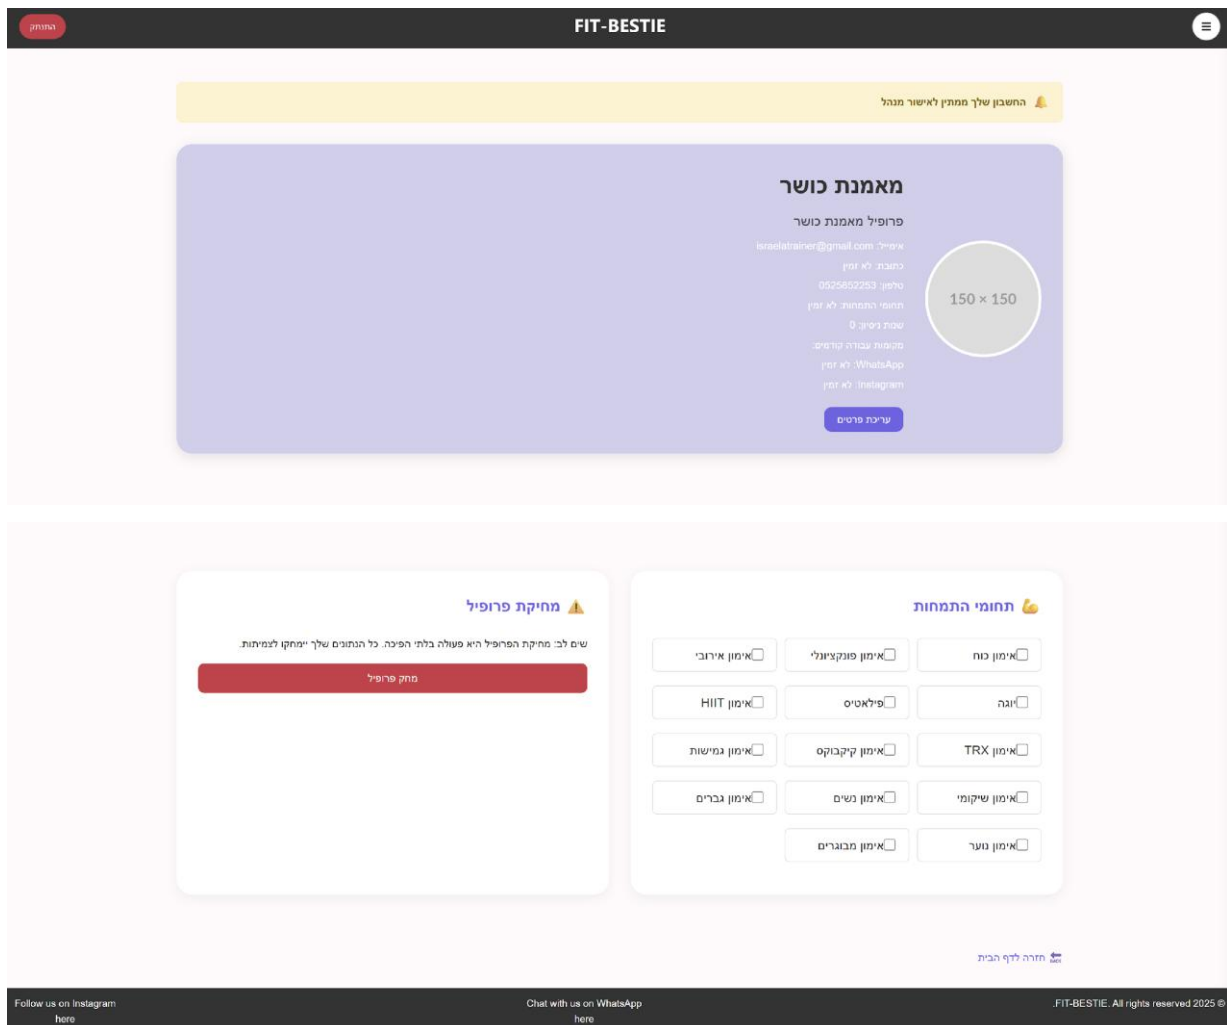 FIT-BESTIE
התנתק
החשבון שלך ממתין לאישור מנהל
מאמנת כושר
פרופיל מאמנת כושר
אימייל: israelatrainer@gmail.com
כתובת: לא זמין
טלפון: 0525652253
תחומי התמחות: לא זמין
שנות ניסיון: 0
מקומות עבודה קודמים:
WhatsApp: לא זמין
Instagram: לא זמין
150 × 150
עריכת פרטים
תחומי התמחות
אימון כוח
אימון פונקציונלי
אימון אירובי
יוגה
פילאטיס
אימון HIIT
אימון TRX
אימון קיקבוקס
אימון גמישות
אימון שיקומי
אימון נשים
אימון גברים
אימון נוער
אימון מבוגרים
מחיקת פרופיל
שים לב: מחיקת הפרופיל היא פעולה בלתי הפיכה. כל הנתונים שלך יימחקו לצמיתות.
מחק פרופיל
חזרה לדף הבית
© 2025 FIT-BESTIE. All rights reserved.
Chat with us on WhatsApp
here
Follow us on Instagram
here